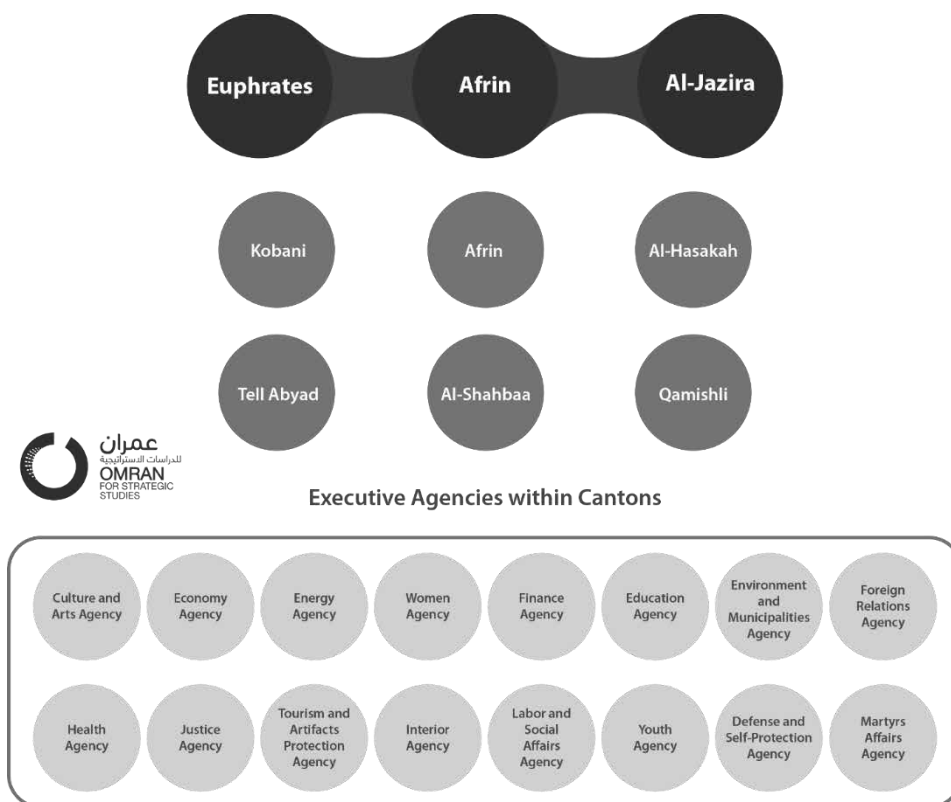 Euphrates
Afrin
Al-Jazira
Kobani
Afrin
Al-Hasakah
Tell Abyad
Al-Shahbaa
Qamishli
عمران
للدراسات الاستراتيجية
OMRAN
FOR STRATEGIC
STUDIES
Executive Agencies within Cantons
Culture and
Arts Agency
Economy
Agency
Energy
Agency
Women
Agency
Finance
Agency
Education
Agency
Environment
and
Municipalities
Agency
Foreign
Relations
Agency
Health
Agency
Justice
Agency
Tourism and
Artifacts
Protection
Agency
Interior
Agency
Labor and
Social
Affairs
Agency
Youth
Agency
Defense and
Self-Protection
Agency
Martyrs
Affairs
Agency